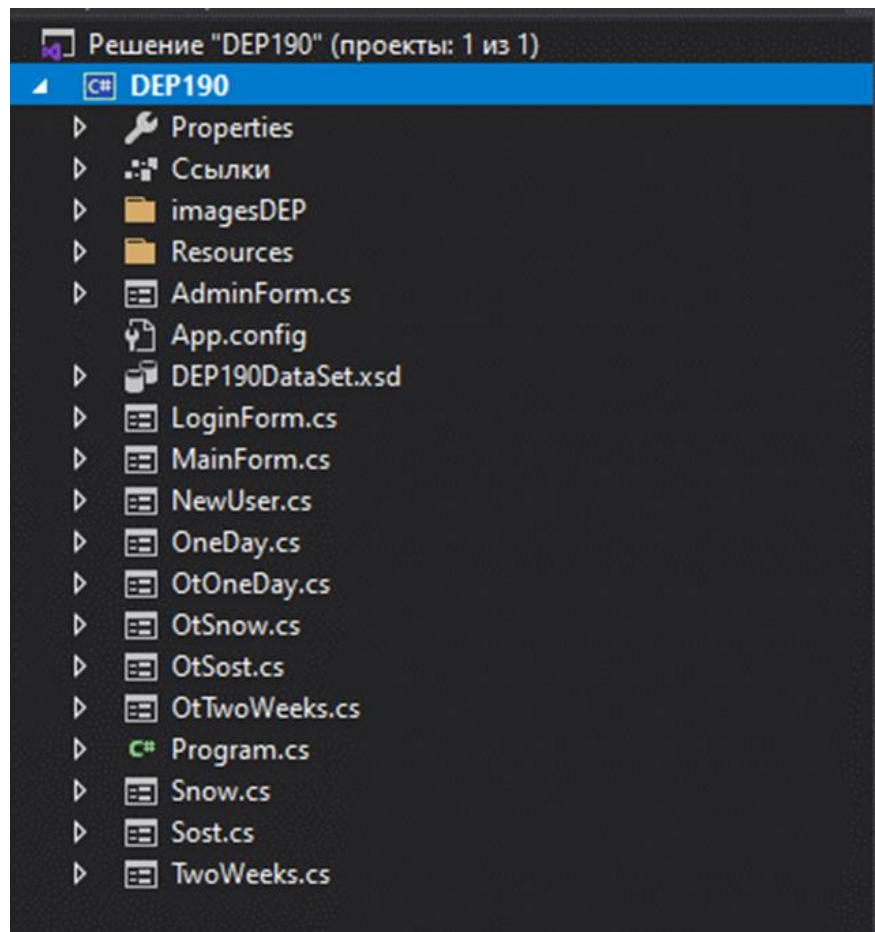 Решение "DEP190" (проекты: 1 из 1)
C# DEP190
Properties
Ссылки
imagesDEP
Resources
AdminForm.cs
App.config
DEP190DataSet.xsd
LoginForm.cs
MainForm.cs
NewUser.cs
OneDay.cs
OtOneDay.cs
OtSnow.cs
OtSost.cs
OtTwoWeeks.cs
C# Program.cs
Snow.cs
Sost.cs
TwoWeeks.cs